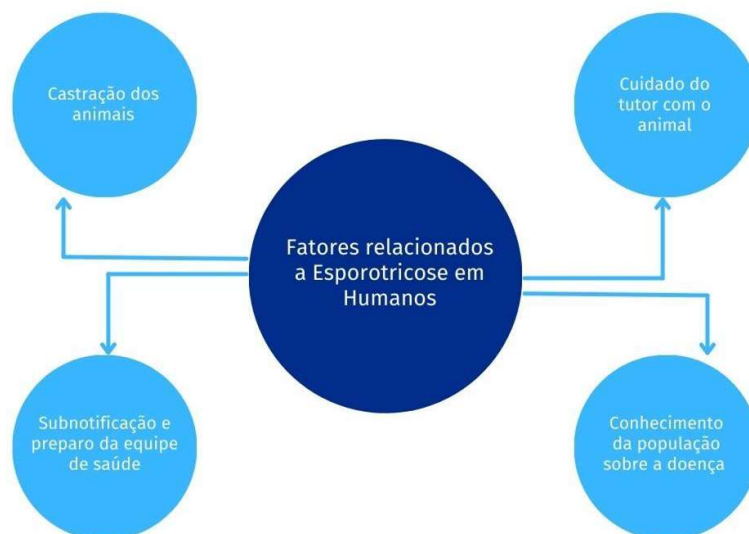 Castração dos
animais
Cuidado do
tutor com o
animal
Fatores relacionados
a Esporotricose em
Humanos
Subnotificação e
preparo da equipe
de saúde
Conhecimento
da população
sobre a doença